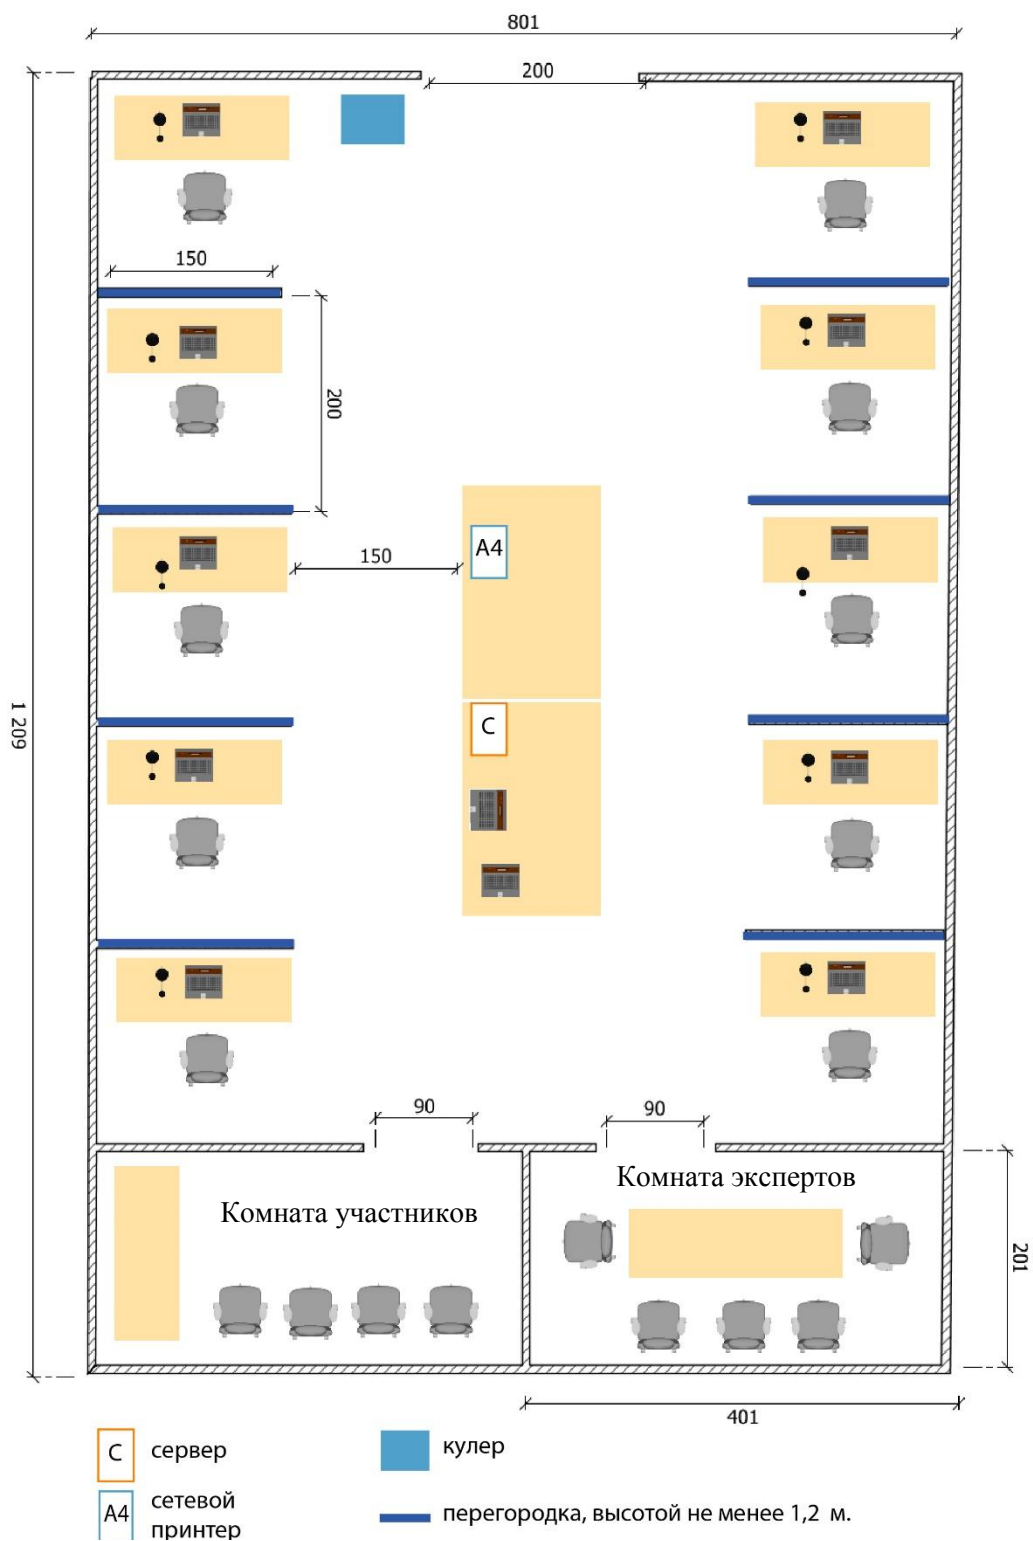 801
200
150
200
A4
150
1 209
C
90
90
Комната экспертов
Комната участников
201
401
C сервер
кулер
A4 сетевой
принтер
перегородка, высотой не менее 1,2 м.